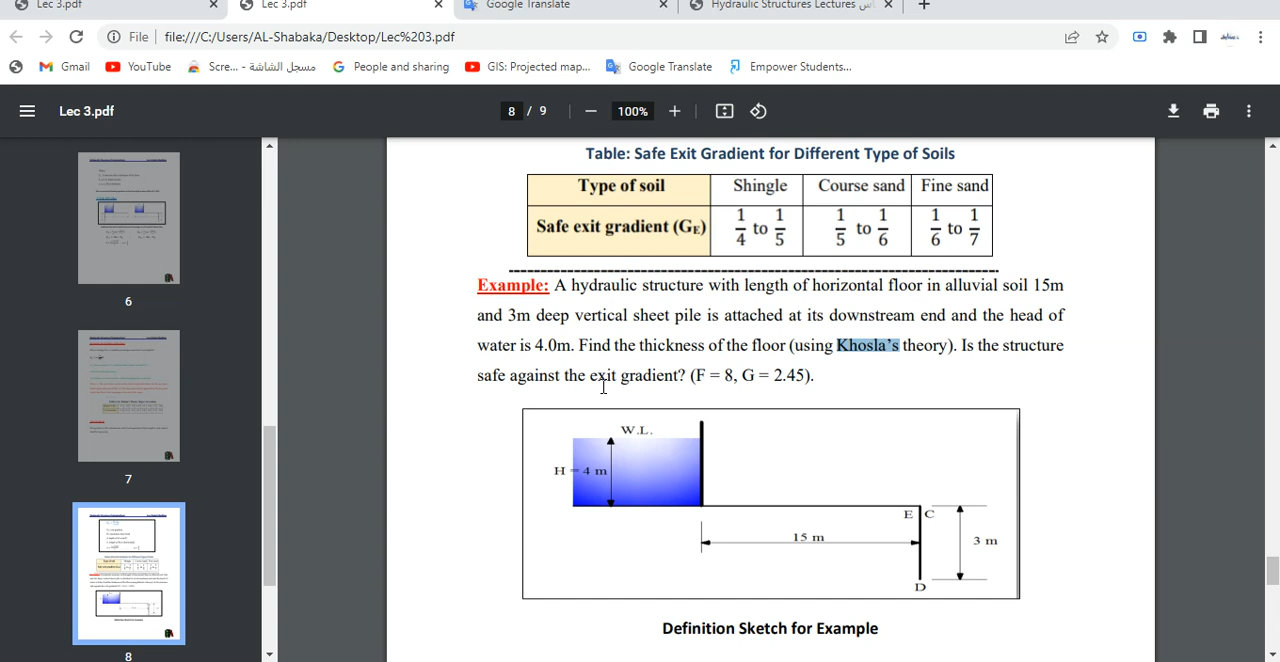 Lec 3.pdf
Lec 3.pdf
Google Translate
Hydraulic Structures Lectures
File
file:///C:/Users/AL-Shabaka/Desktop/Lec%203.pdf
Gmail
YouTube
Scre... - مسجل الشاشة
People and sharing
GIS: Projected map...
Google Translate
Empower Students...
Lec 3.pdf
8 / 9
100%
6
7
8
Table: Safe Exit Gradient for Different Type of Soils
Type of soil Shingle Course sand Fine sand
Safe exit gradient (GE) 1/4 to 1/5 1/5 to 1/6 1/6 to 1/7
Example: A hydraulic structure with length of horizontal floor in alluvial soil 15m
and 3m deep vertical sheet pile is attached at its downstream end and the head of
water is 4.0m. Find the thickness of the floor (using Khosla's theory). Is the structure
safe against the exit gradient? (F = 8, G = 2.45).
W.L.
H = 4 m
E C
15 m
3 m
D
Definition Sketch for Example